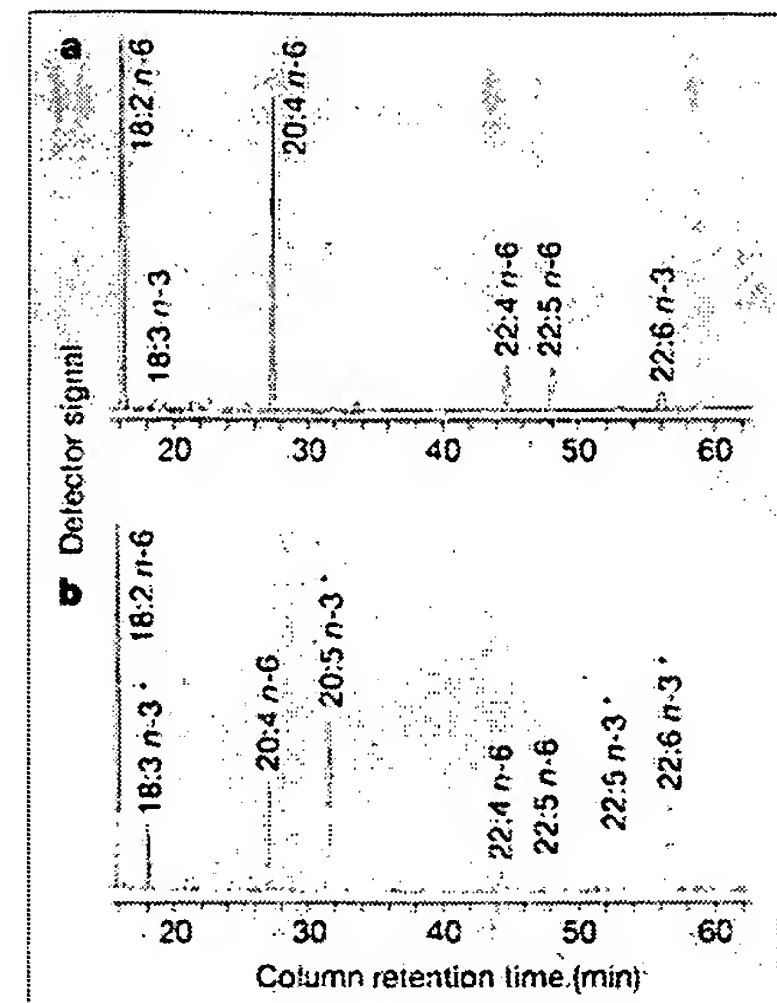 a
18:2 n-6
20:4 n-6
18:3 n-3
22:4 n-6
22:5 n-6
22:6 n-3
20 30 40 50 60
b Detector signal
18:2 n-6
18:3 n-3 *
20:4 n-6
20:5 n-3 *
22:4 n-6
22:5 n-6
22:5 n-3 *
22:6 n-3 *
20 30 40 50 60
Column retention time (min)